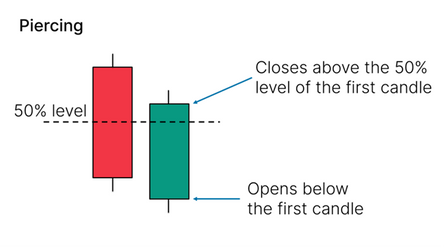 Piercing
Closes above the 50%
level of the first candle
50% level
Opens below
the first candle